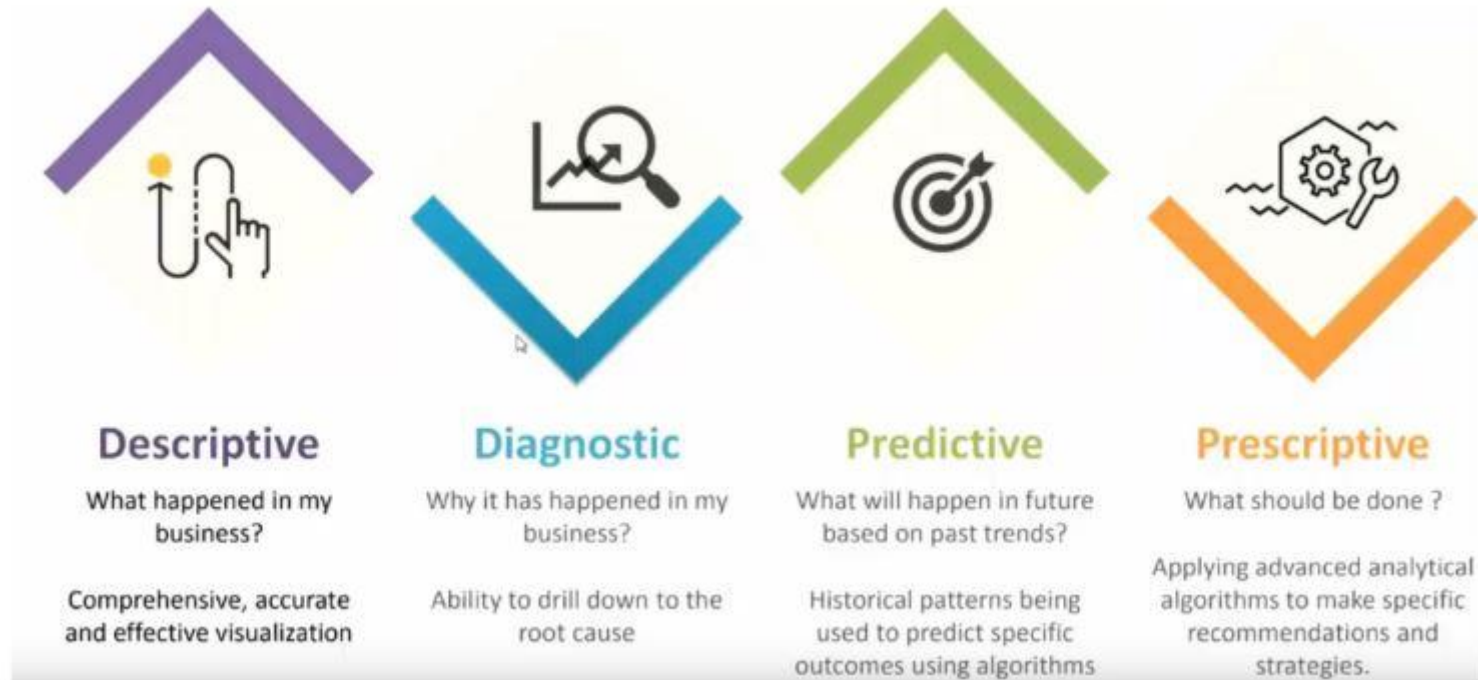 Descriptive
What happened in my
business?
Comprehensive, accurate
and effective visualization
Diagnostic
Why it has happened in my
business?
Ability to drill down to the
root cause
Predictive
What will happen in future
based on past trends?
Historical patterns being
used to predict specific
outcomes using algorithms
Prescriptive
What should be done ?
Applying advanced analytical
algorithms to make specific
recommendations and
strategies.